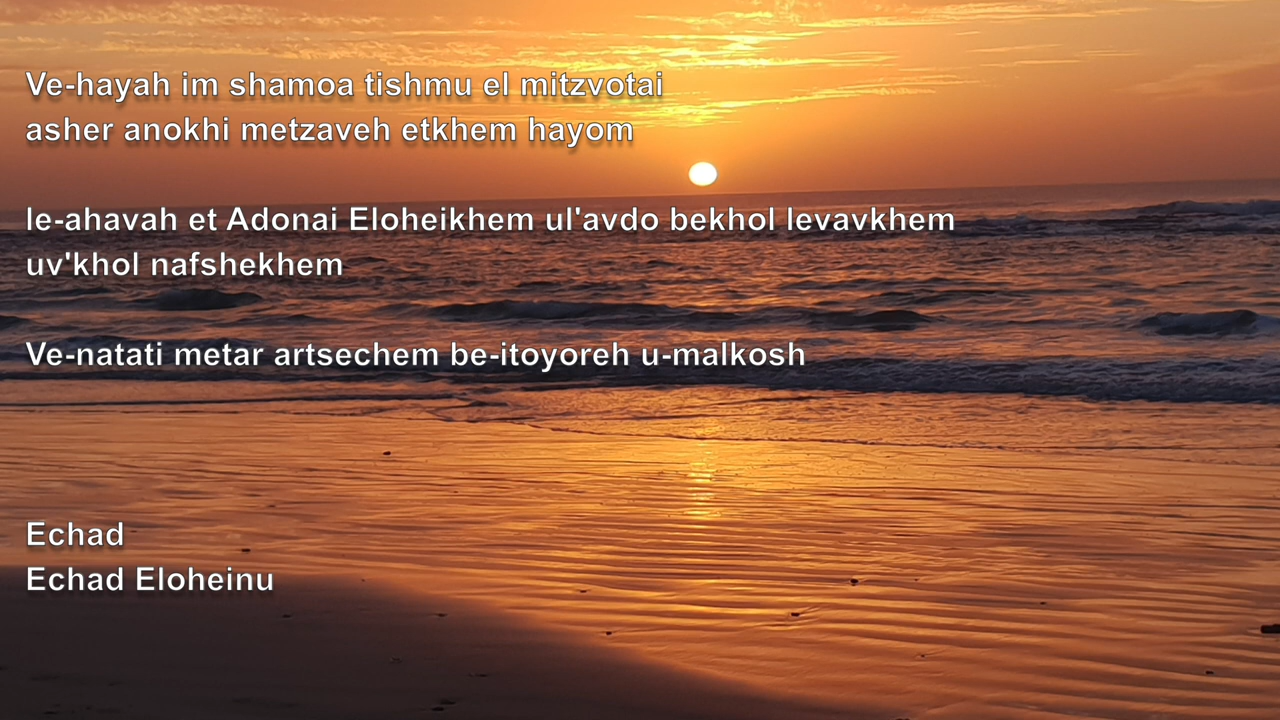 Ve-hayah im shamoa tishmu el mitzvotai
asher anokhi metzaveh etkhem hayom
le-ahavah et Adonai Eloheikhem ul'avdo bekhol levavkhem
uv'khol nafshekhem
Ve-natati metar artsechem be-itoyoreh u-malkosh
Echad
Echad Eloheinu